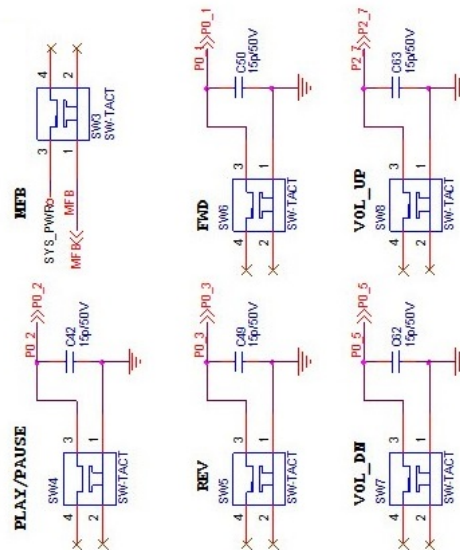 MFB
SYS_PWR
MFB
MFB
3
4
1
2
SW3
SW-TACT
FWD
P0_1
P0_1
C50
15p/50V
3
4
1
2
SW6
SW-TACT
VOL_UP
P2_7
P2_7
C63
15p/50V
3
4
1
2
SW8
SW-TACT
PLAY/PAUSE
P0_2
P0_2
C42
15p/50V
3
4
1
2
SW4
SW-TACT
REV
P0_3
P0_3
C49
15p/50V
3
4
1
2
SW5
SW-TACT
VOL_DN
P0_5
P0_5
C62
15p/50V
3
4
1
2
SW7
SW-TACT